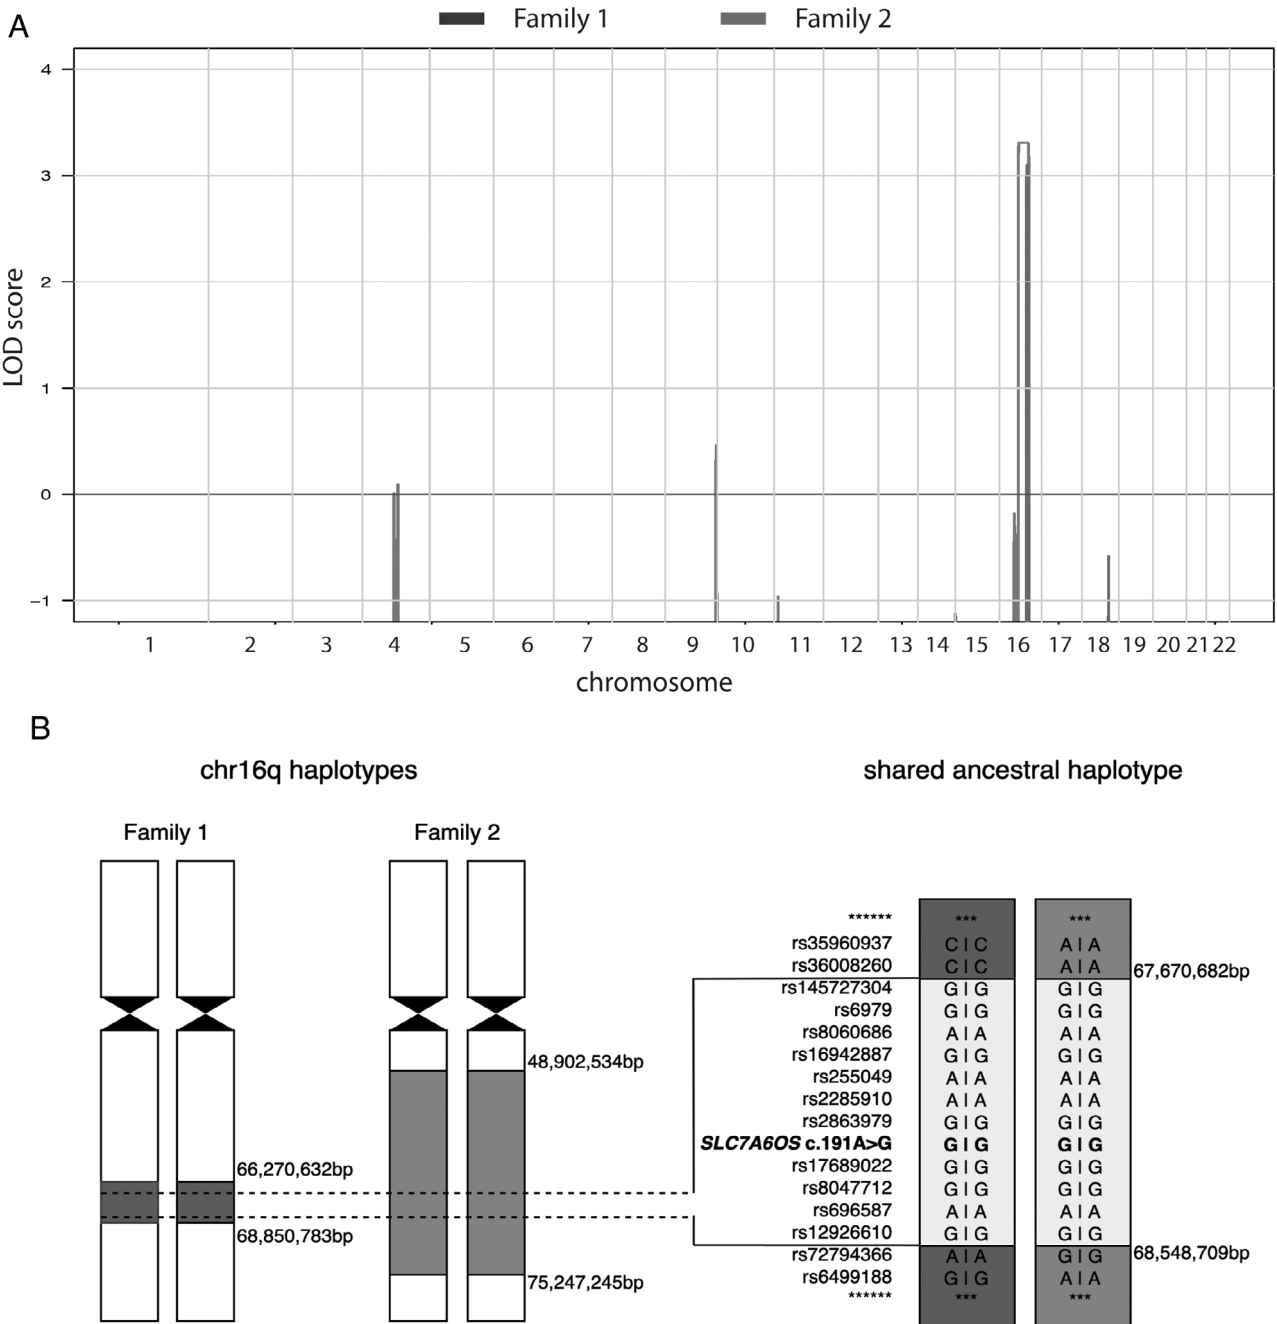 A
Family 1 Family 2
4
3
2
1
0
−1
LOD score
1 2 3 4 5 6 7 8 9 10 11 12 13 14 15 16 17 18 19 20 21 22
chromosome
B
chr16q haplotypes
shared ancestral haplotype
Family 1
Family 2
48,902,534bp
66,270,632bp
68,850,783bp
75,247,245bp
****** *** ***
rs35960937 C|C A|A
rs36008260 C|C A|A 67,670,682bp
rs145727304 G|G G|G
rs6979 G|G G|G
rs8060686 A|A A|A
rs16942887 G|G G|G
rs255049 A|A A|A
rs2285910 A|A A|A
rs2863979 G|G G|G
SLC7A6OS c.191A>G G|G G|G
rs17689022 G|G G|G
rs8047712 G|G G|G
rs696587 A|A A|A
rs12926610 G|G G|G
rs72794366 A|A G|G 68,548,709bp
rs6499188 G|G A|A
****** *** ***